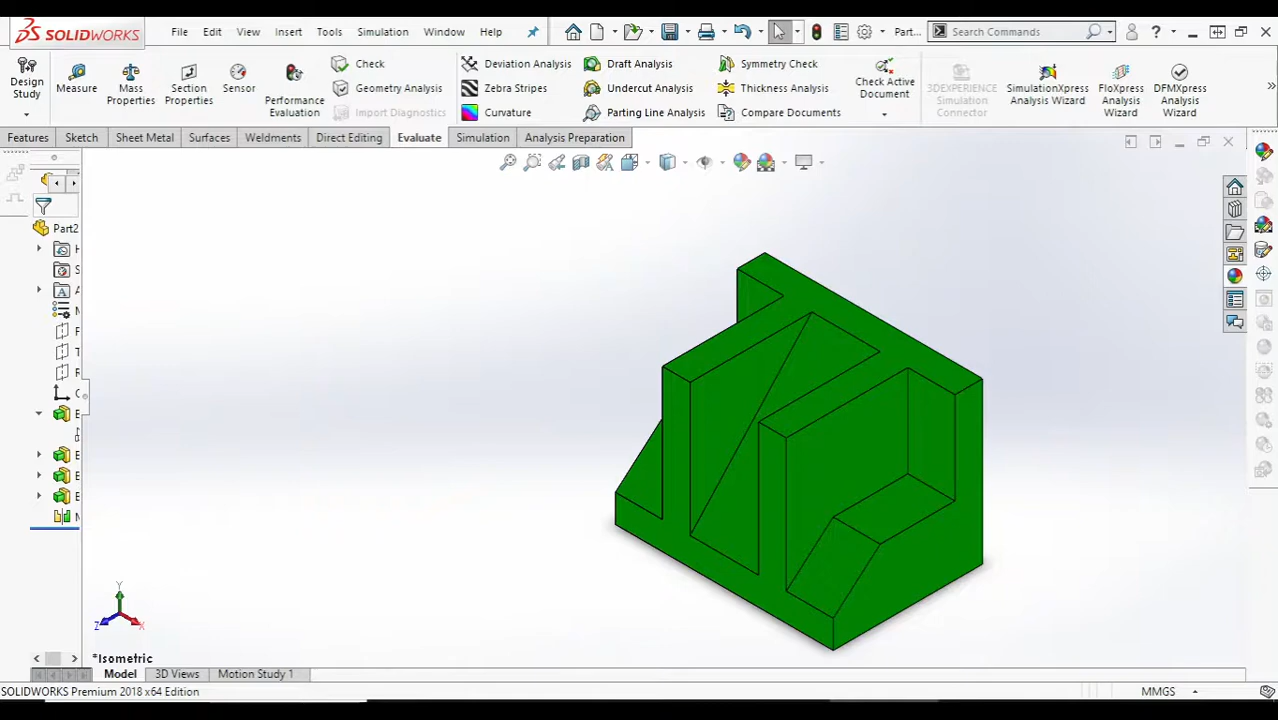 SOLIDWORKS File Edit View Insert Tools Simulation Window Help Part... Search Commands ?
Design Study
Measure
Mass Properties
Section Properties
Sensor
Performance Evaluation
Check
Geometry Analysis
Import Diagnostics
Deviation Analysis
Zebra Stripes
Curvature
Draft Analysis
Undercut Analysis
Parting Line Analysis
Symmetry Check
Thickness Analysis
Compare Documents
Check Active Document
3DEXPERIENCE Simulation Connector
SimulationXpress Analysis Wizard
FloXpress Analysis Wizard
DFMXpress Analysis Wizard
Features Sketch Sheet Metal Surfaces Weldments Direct Editing Evaluate Simulation Analysis Preparation
Part2
Y
Z X
*Isometric
Model 3D Views Motion Study 1
SOLIDWORKS Premium 2018 x64 Edition MMGS